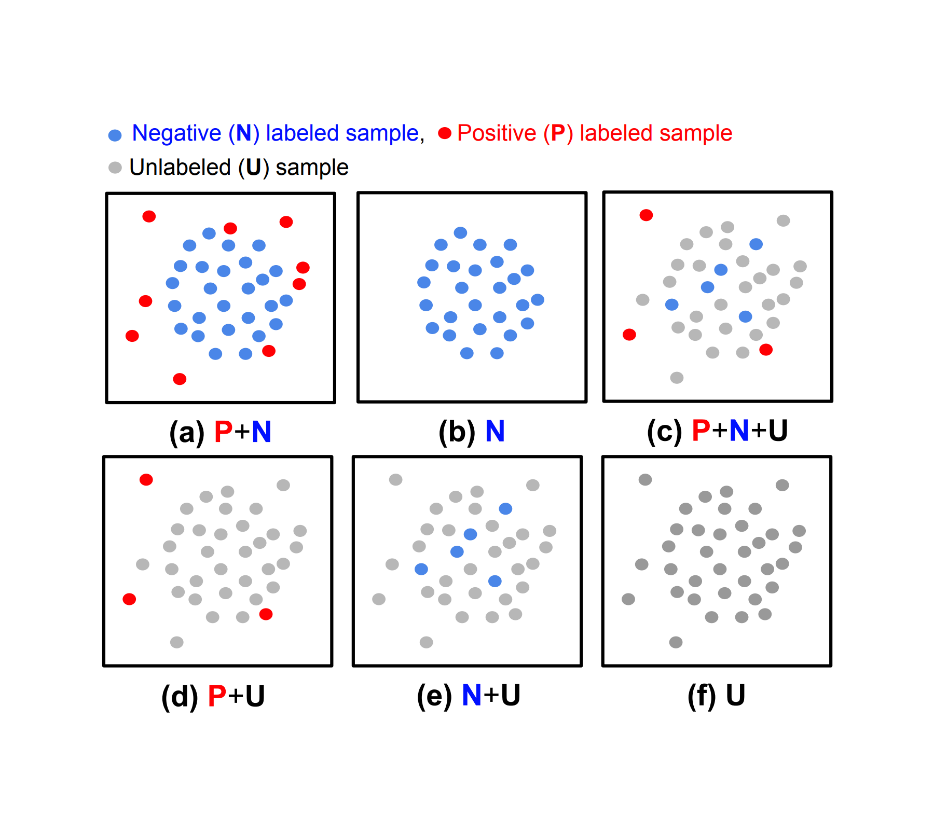 Negative (N) labeled sample, Positive (P) labeled sample
Unlabeled (U) sample
(a) P+N
(b) N
(c) P+N+U
(d) P+U
(e) N+U
(f) U